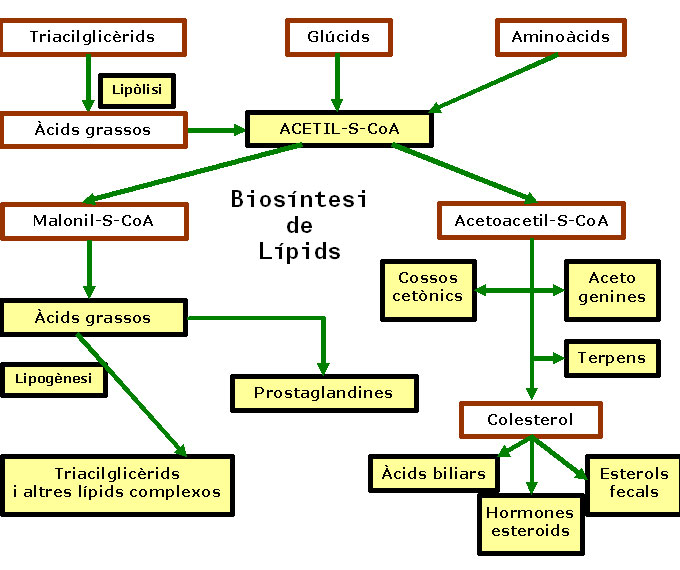 Triacilglicèrids
Glúcids
Aminoàcids
Lipòlisi
Àcids grassos
ACETIL-S-CoA
Biosíntesi
de
Lípids
Malonil-S-CoA
Acetoacetil-S-CoA
Cossos
cetònics
Aceto
genines
Àcids grassos
Terpens
Lipogènesi
Prostaglandines
Colesterol
Triacilglicèrids
i altres lípids complexos
Àcids biliars
Esterols
fecals
Hormones
esteroids